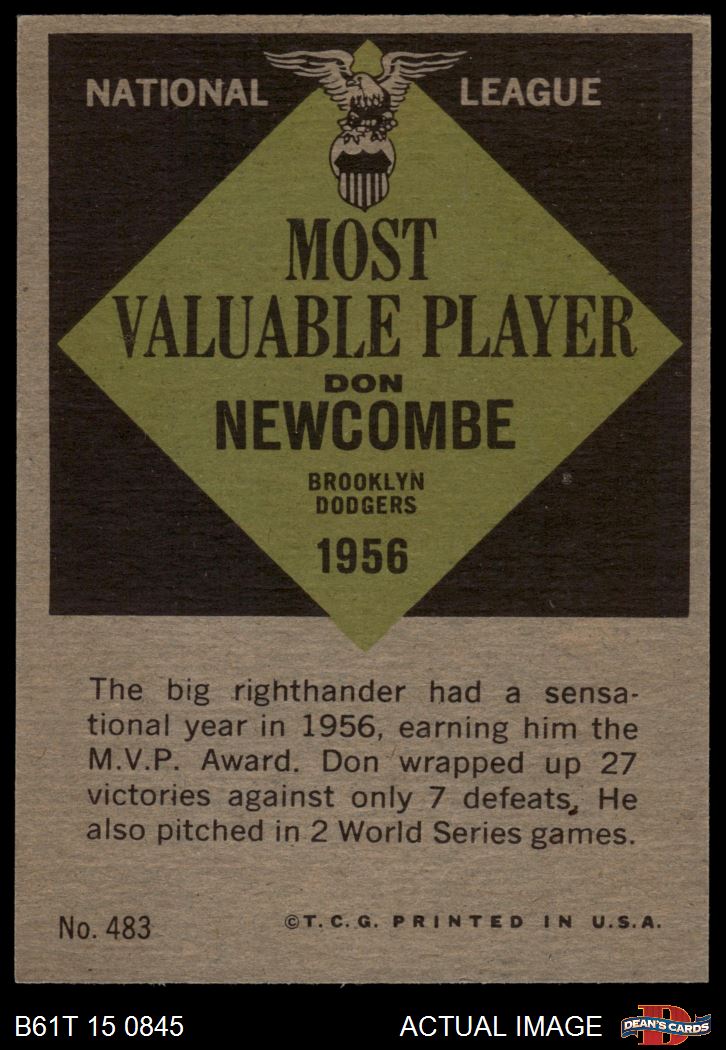 NATIONAL LEAGUE
MOST
VALUABLE PLAYER
DON
NEWCOMBE
BROOKLYN
DODGERS
1956
The big righthander had a sensa-
tional year in 1956, earning him the
M.V.P. Award. Don wrapped up 27
victories against only 7 defeats. He
also pitched in 2 World Series games.
No. 483 ©T.C.G. PRINTED IN U.S.A.
B61T 15 0845 ACTUAL IMAGE D DEAN'S CARDS